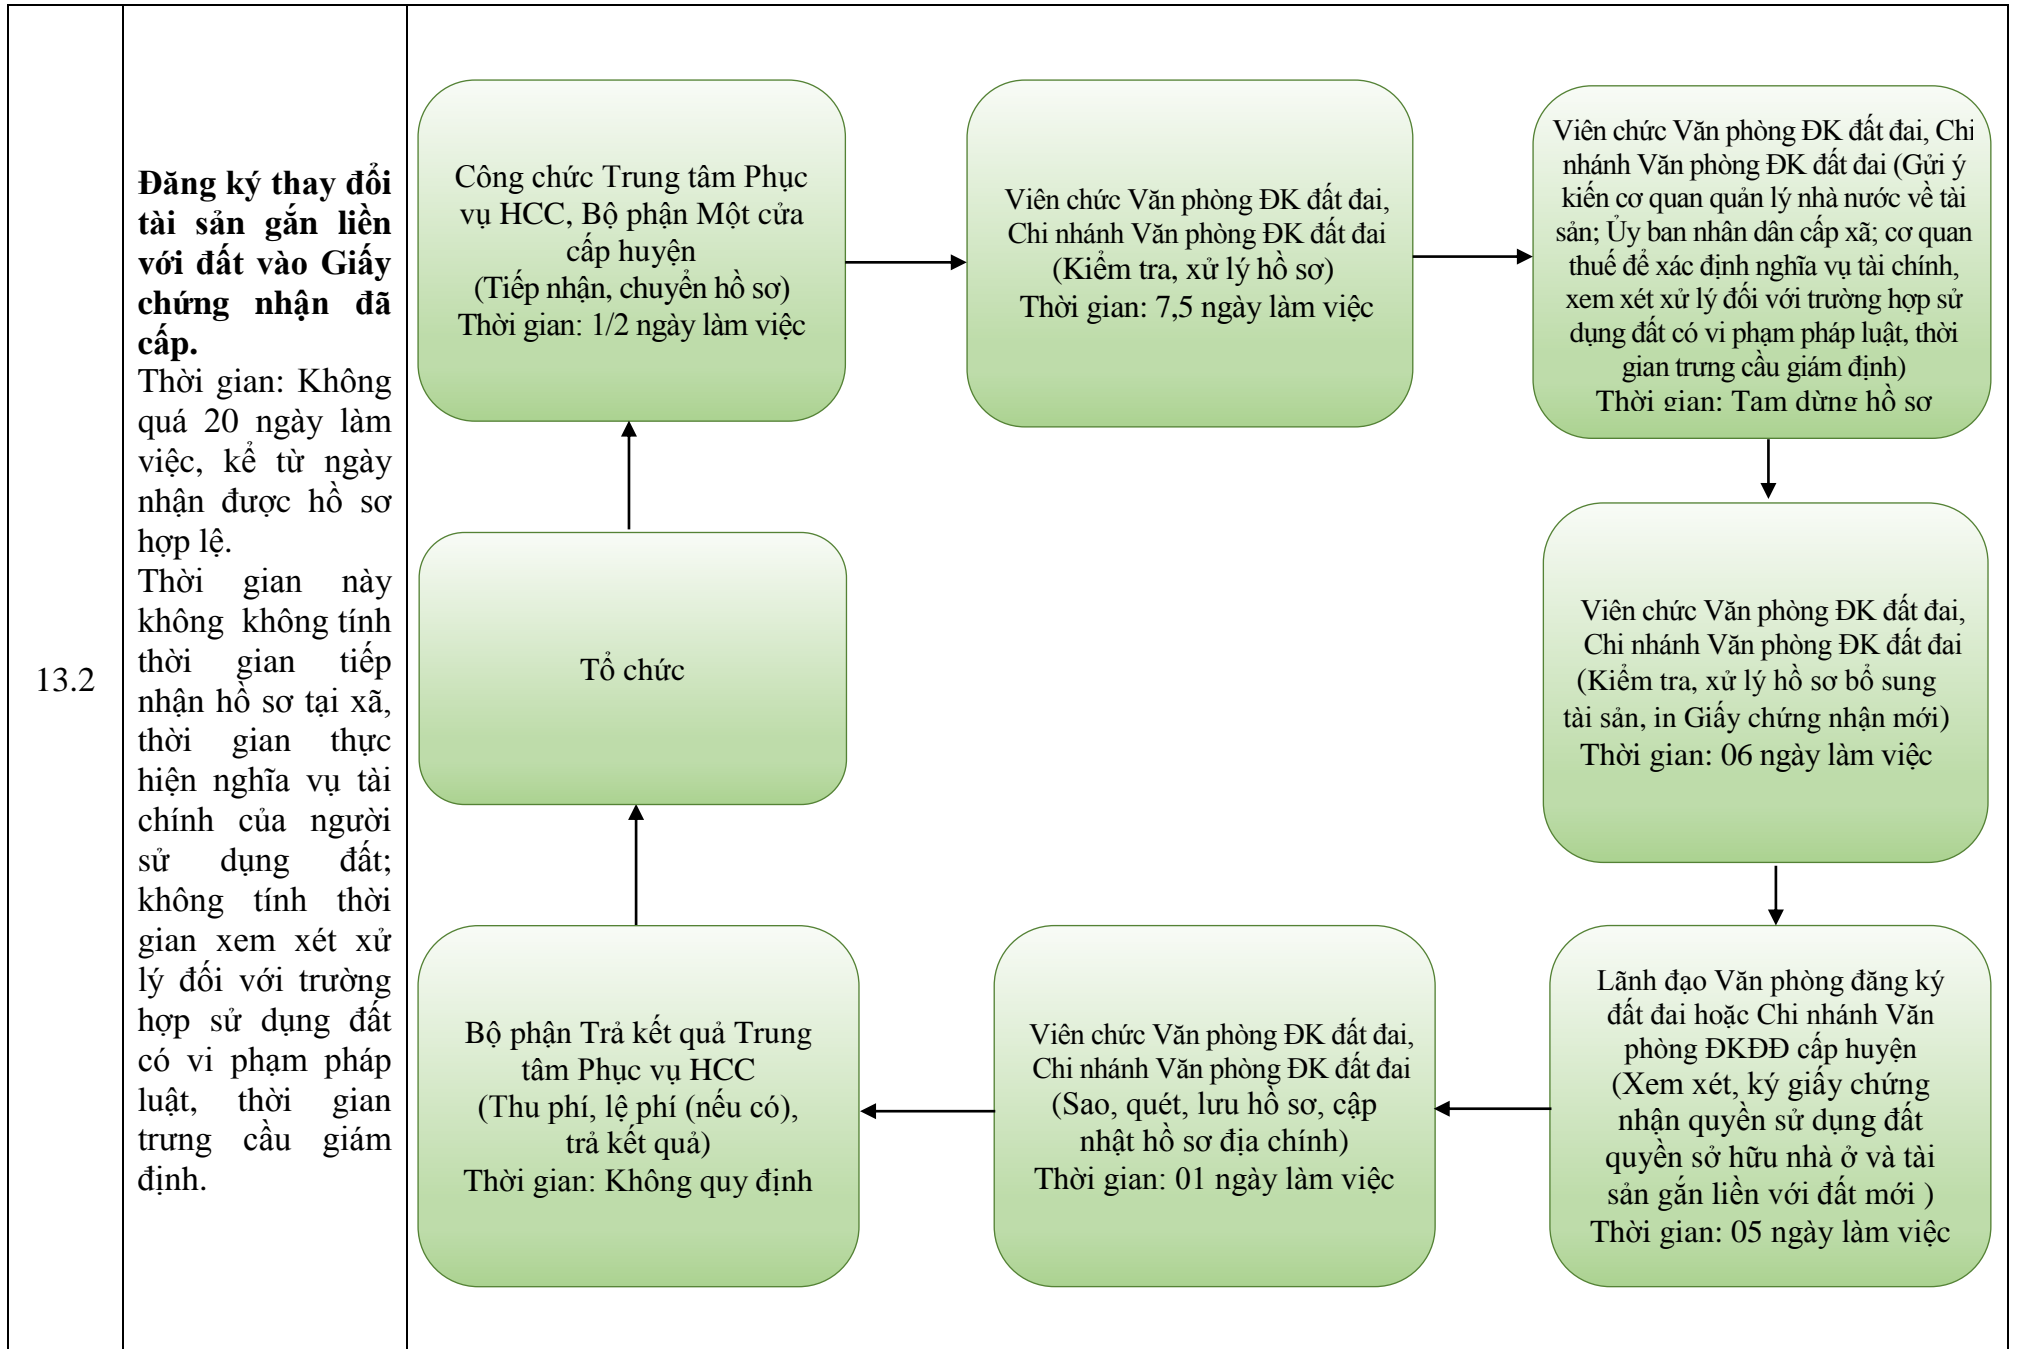 13.2
Đăng ký thay đổi
tài sản gắn liền
với đất vào Giấy
chứng nhận đã
cấp.
Thời gian: Không
quá 20 ngày làm
việc, kể từ ngày
nhận được hồ sơ
hợp lệ.
Thời gian này
không không tính
thời gian tiếp
nhận hồ sơ tại xã,
thời gian thực
hiện nghĩa vụ tài
chính của người
sử dụng đất;
không tính thời
gian xem xét xử
lý đối với trường
hợp sử dụng đất
có vi phạm pháp
luật, thời gian
trưng cầu giám
định.
Công chức Trung tâm Phục
vụ HCC, Bộ phận Một cửa
cấp huyện
(Tiếp nhận, chuyển hồ sơ)
Thời gian: 1/2 ngày làm việc
Viên chức Văn phòng ĐK đất đai,
Chi nhánh Văn phòng ĐK đất đai
(Kiểm tra, xử lý hồ sơ)
Thời gian: 7,5 ngày làm việc
Viên chức Văn phòng ĐK đất đai, Chi
nhánh Văn phòng ĐK đất đai (Gửi ý
kiến cơ quan quản lý nhà nước về tài
sản; Ủy ban nhân dân cấp xã; cơ quan
thuế để xác định nghĩa vụ tài chính,
xem xét xử lý đối với trường hợp sử
dụng đất có vi phạm pháp luật, thời
gian trưng cầu giám định)
Thời gian: Tạm dừng hồ sơ
Viên chức Văn phòng ĐK đất đai,
Chi nhánh Văn phòng ĐK đất đai
(Kiểm tra, xử lý hồ sơ bổ sung
tài sản, in Giấy chứng nhận mới)
Thời gian: 06 ngày làm việc
Lãnh đạo Văn phòng đăng ký
đất đai hoặc Chi nhánh Văn
phòng ĐKĐĐ cấp huyện
(Xem xét, ký giấy chứng
nhận quyền sử dụng đất
quyền sở hữu nhà ở và tài
sản gắn liền với đất mới )
Thời gian: 05 ngày làm việc
Viên chức Văn phòng ĐK đất đai,
Chi nhánh Văn phòng ĐK đất đai
(Sao, quét, lưu hồ sơ, cập
nhật hồ sơ địa chính)
Thời gian: 01 ngày làm việc
Bộ phận Trả kết quả Trung
tâm Phục vụ HCC
(Thu phí, lệ phí (nếu có),
trả kết quả)
Thời gian: Không quy định
Tổ chức